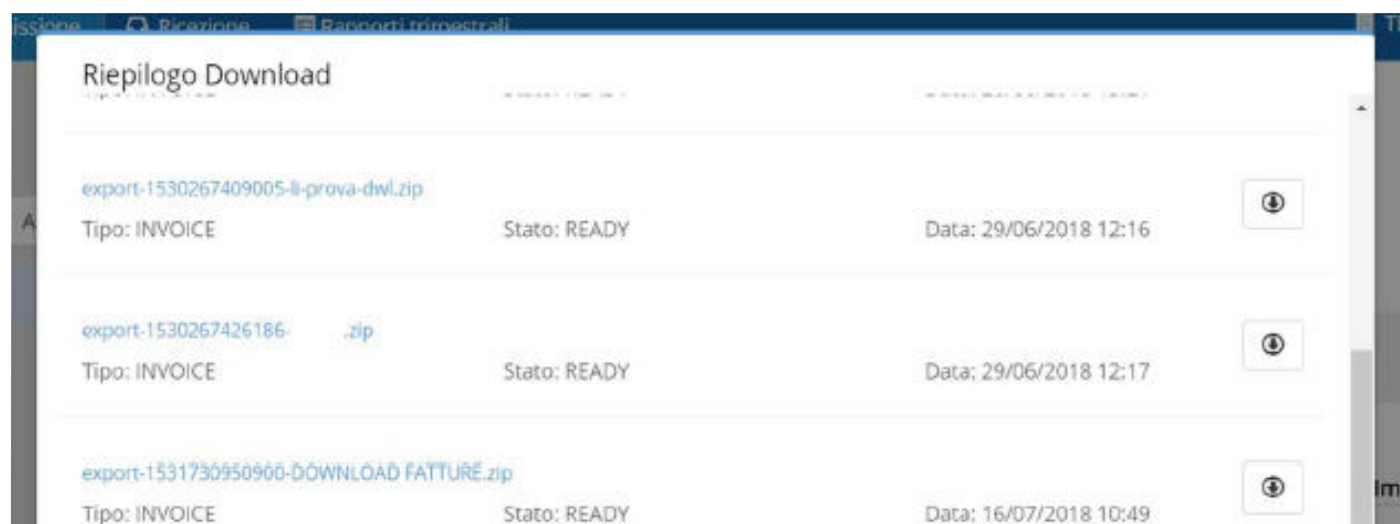 Ricezione Rapporti trimestrali
Riepilogo Download
export-1530267409005-li-prova-dwl.zip
Tipo: INVOICE Stato: READY Data: 29/06/2018 12:16
export-1530267426186- .zip
Tipo: INVOICE Stato: READY Data: 29/06/2018 12:17
export-1531730950900-DOWNLOAD FATTURE.zip
Tipo: INVOICE Stato: READY Data: 16/07/2018 10:49